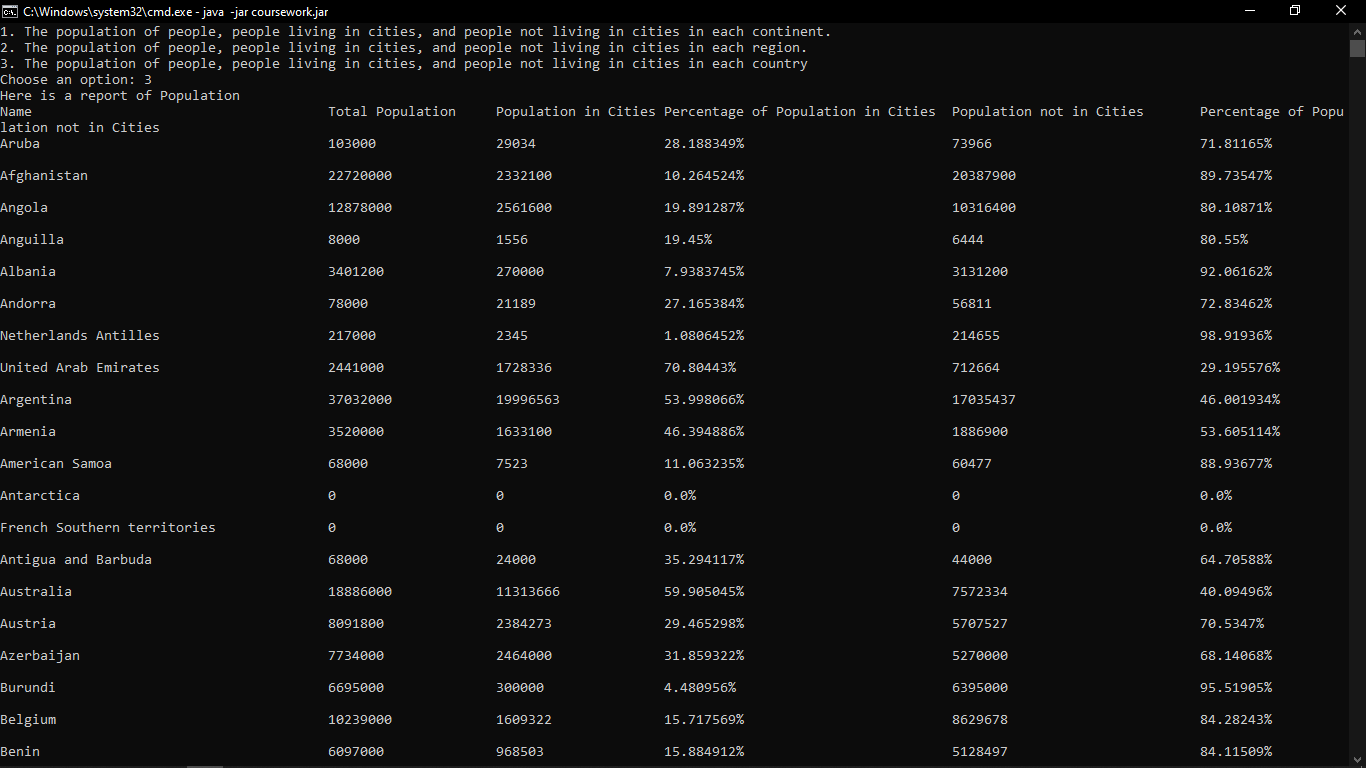 C:\Windows\system32\cmd.exe - java -jar coursework.jar
1. The population of people, people living in cities, and people not living in cities in each continent.
2. The population of people, people living in cities, and people not living in cities in each region.
3. The population of people, people living in cities, and people not living in cities in each country
Choose an option: 3
Here is a report of Population
Name Total Population Population in Cities Percentage of Population in Cities Population not in Cities Percentage of Popu
lation not in Cities
Aruba 103000 29034 28.188349% 73966 71.81165%
Afghanistan 22720000 2332100 10.264524% 20387900 89.73547%
Angola 12878000 2561600 19.891287% 10316400 80.10871%
Anguilla 8000 1556 19.45% 6444 80.55%
Albania 3401200 270000 7.9383745% 3131200 92.06162%
Andorra 78000 21189 27.165384% 56811 72.83462%
Netherlands Antilles 217000 2345 1.0806452% 214655 98.91936%
United Arab Emirates 2441000 1728336 70.80443% 712664 29.195576%
Argentina 37032000 19996563 53.998066% 17035437 46.001934%
Armenia 3520000 1633100 46.394886% 1886900 53.605114%
American Samoa 68000 7523 11.063235% 60477 88.93677%
Antarctica 0 0 0.0% 0 0.0%
French Southern territories 0 0 0.0% 0 0.0%
Antigua and Barbuda 68000 24000 35.294117% 44000 64.70588%
Australia 18886000 11313666 59.905045% 7572334 40.09496%
Austria 8091800 2384273 29.465298% 5707527 70.5347%
Azerbaijan 7734000 2464000 31.859322% 5270000 68.14068%
Burundi 6695000 300000 4.480956% 6395000 95.51905%
Belgium 10239000 1609322 15.717569% 8629678 84.28243%
Benin 6097000 968503 15.884912% 5128497 84.11509%